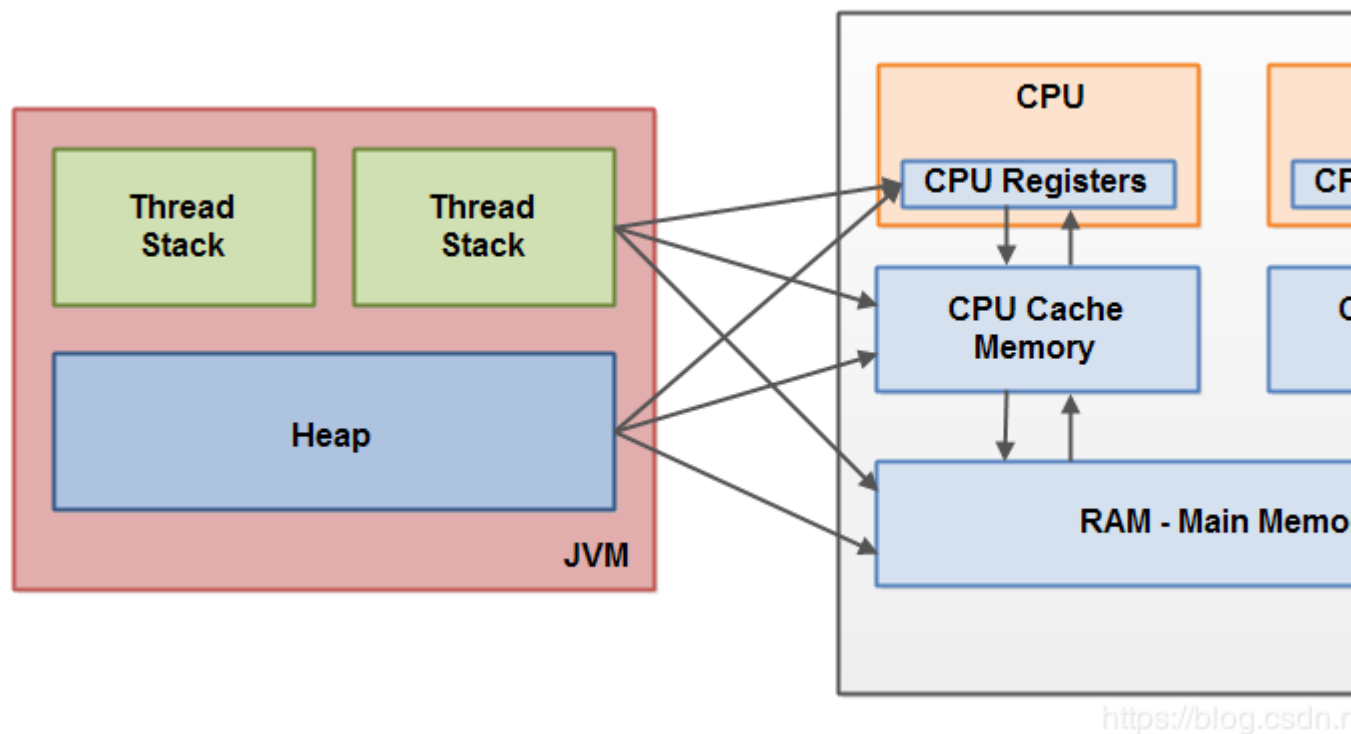 CPU
Thread
Stack
Thread
Stack
CPU Registers
CPU Cache
Memory
Heap
RAM - Main Memo
JVM
https://blog.csdn.n